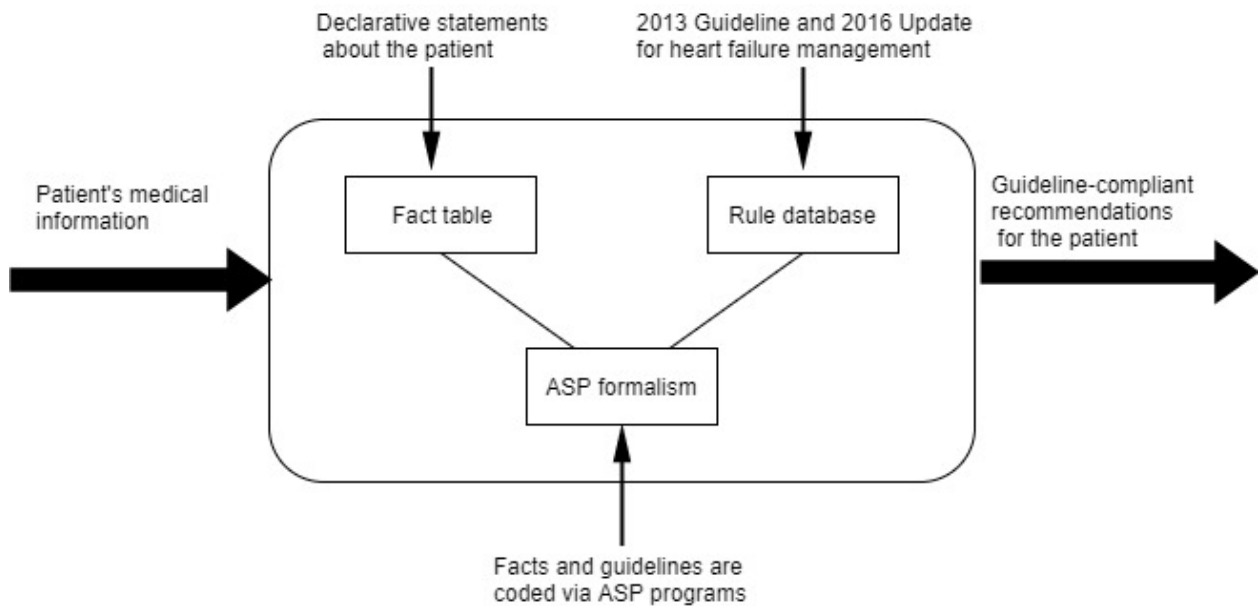 Declarative statements
about the patient
2013 Guideline and 2016 Update
for heart failure management
Patient's medical
information
Fact table
Rule database
Guideline-compliant
recommendations
for the patient
ASP formalism
Facts and guidelines are
coded via ASP programs